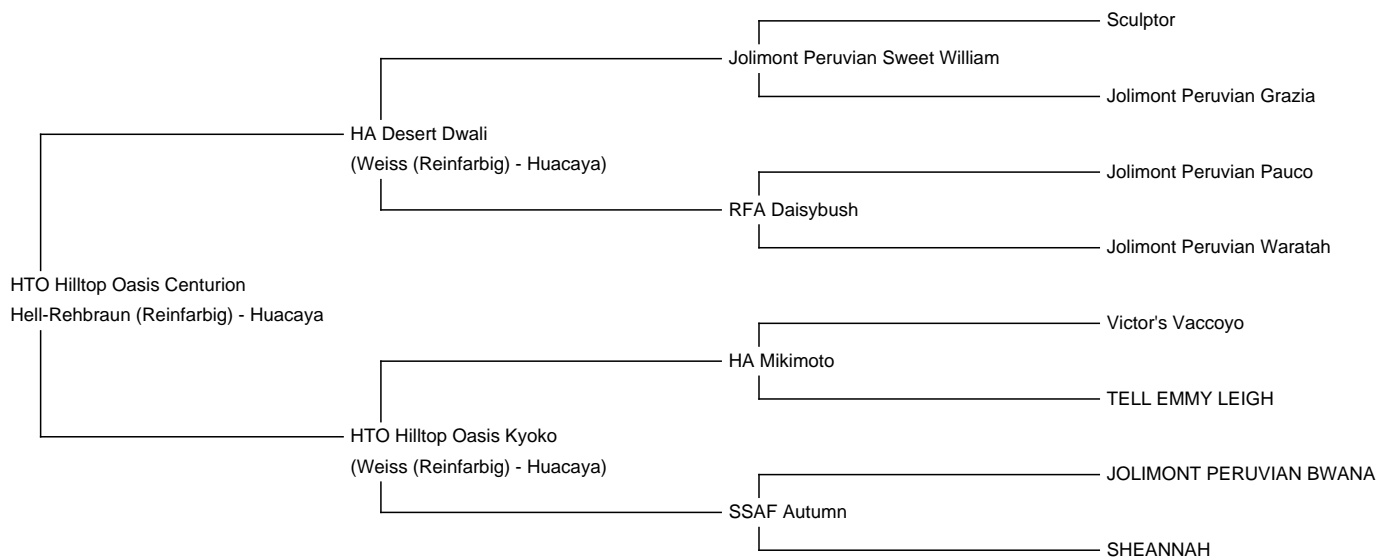 Sculptor
Jolimont Peruvian Sweet William
Jolimont Peruvian Grazia
HA Desert Dwali
(Weiss (Reinfarbig) - Huacaya)
Jolimont Peruvian Pauco
RFA Daisybush
Jolimont Peruvian Waratah
HTO Hilltop Oasis Centurion
Hell-Rehbraun (Reinfarbig) - Huacaya
Victor's Vaccoyo
HA Mikimoto
TELL EMMY LEIGH
HTO Hilltop Oasis Kyoko
(Weiss (Reinfarbig) - Huacaya)
JOLIMONT PERUVIAN BWANA
SSAF Autumn
SHEANNAH